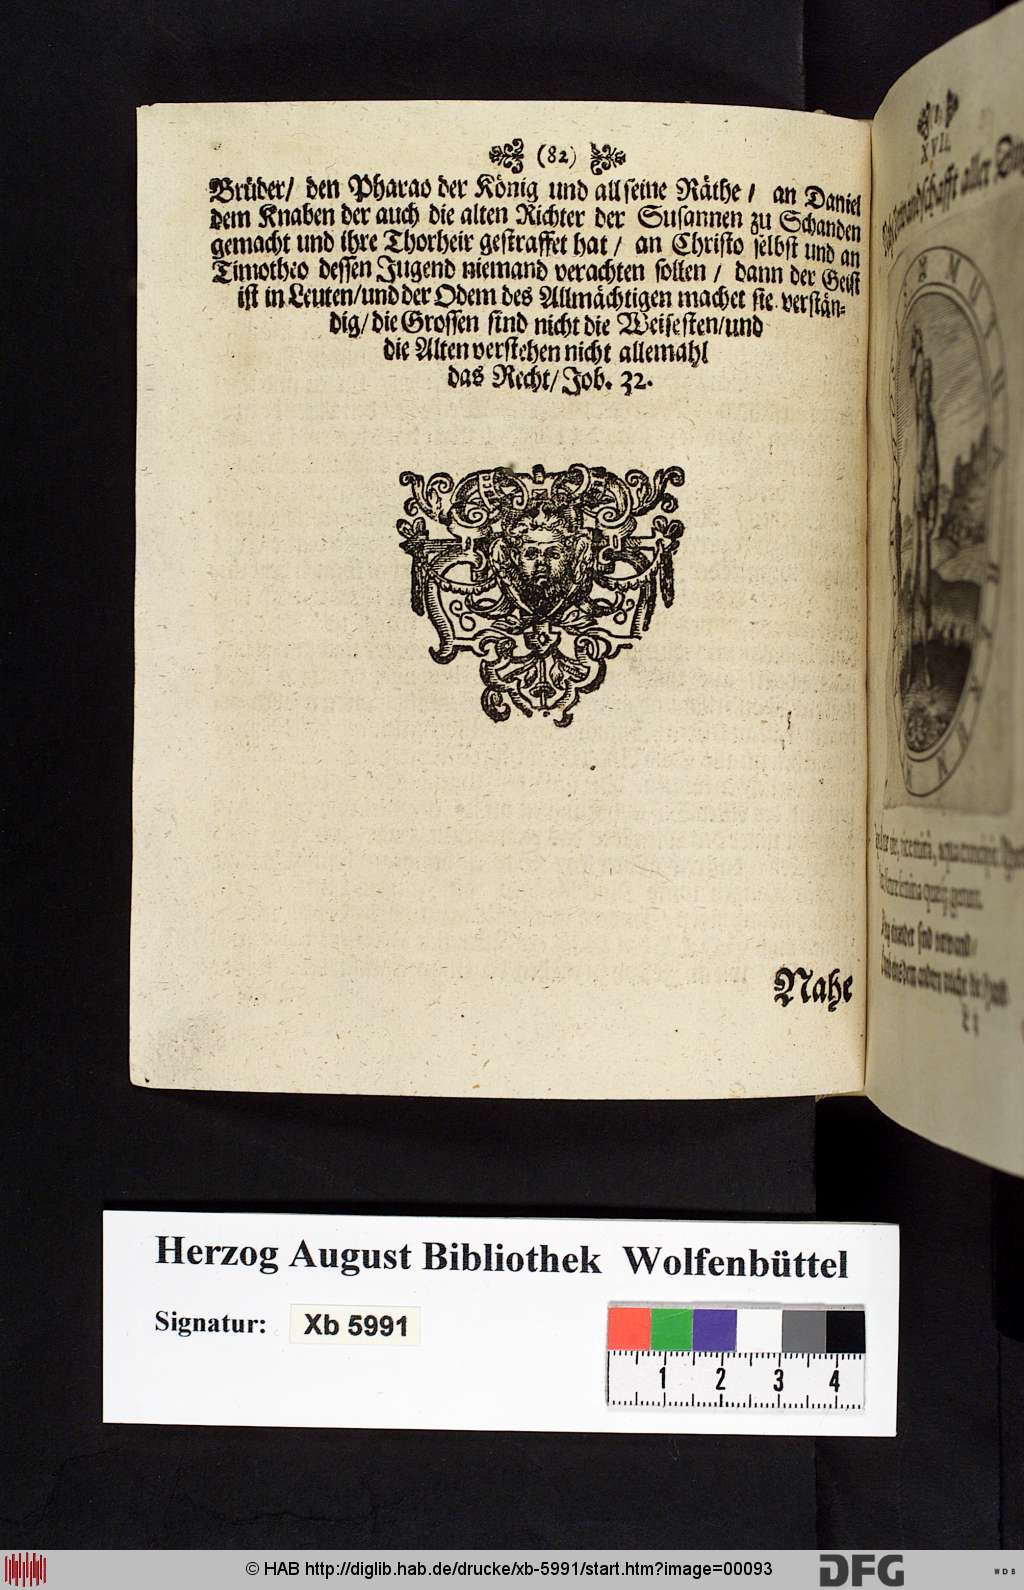 (82)
Brüder/ den Pharao der König und all seine Räthe/ an Daniel
dem Knaben der auch die alten Richter der Susannen zu Schanden
gemacht und ihre Thorheir gestraffet hat/ an Christo selbst und an
Timotheo dessen Jugend niemand verachten sollen/ dann der Geist
ist in Leuten/und der Odem des Allmächtigen machet sie verstän-
dig/ die Grossen sind nicht die Weisesten/und
die Alten verstehen nicht allemahl
das Recht/ Job. 32.
Nahe
XVII.
aller
Herzog August Bibliothek Wolfenbüttel
Signatur: Xb 5991
1 2 3 4
© HAB http://diglib.hab.de/drucke/xb-5991/start.htm?image=00093
DFG
WDB